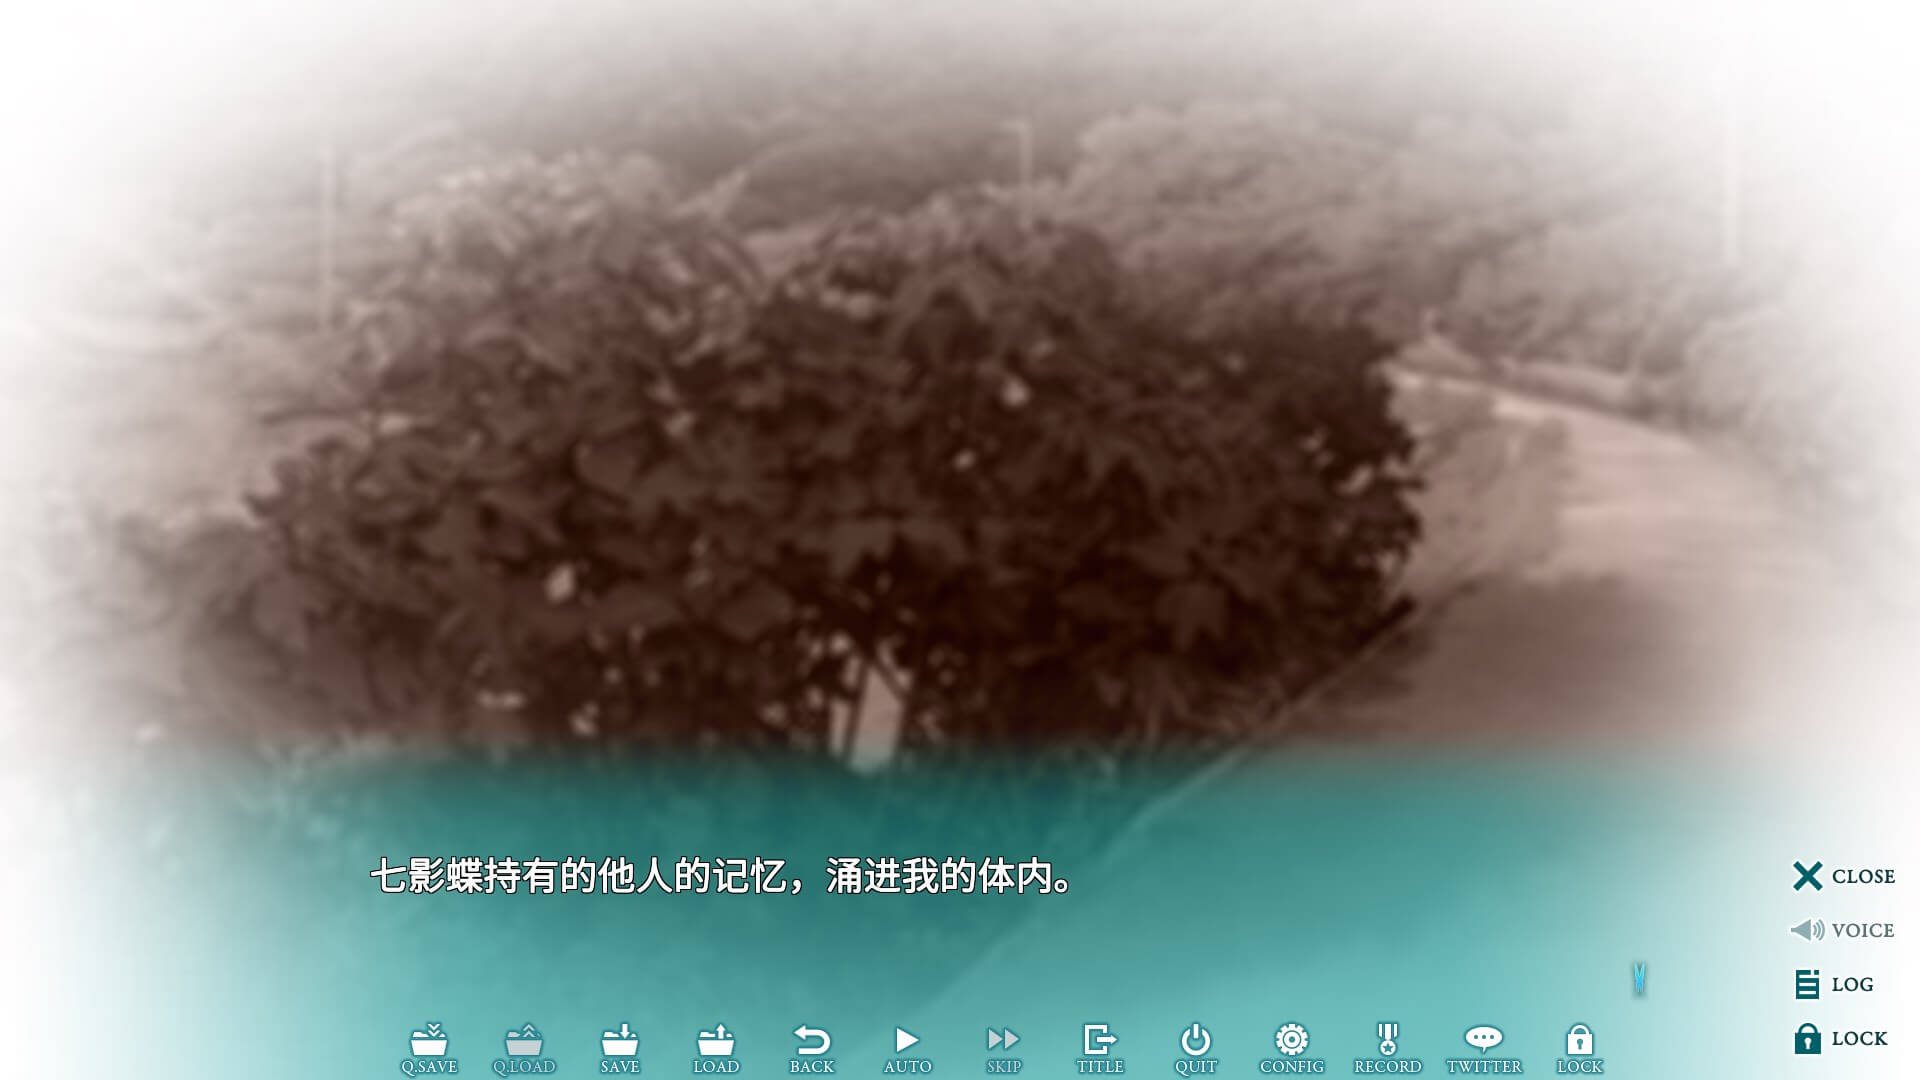 七影蝶持有的他人的记忆，涌进我的体内。
CLOSE
VOICE
LOG
LOCK
Q.SAVE Q.LOAD SAVE LOAD BACK AUTO SKIP TITLE QUIT CONFIG RECORD TWITTER LOCK